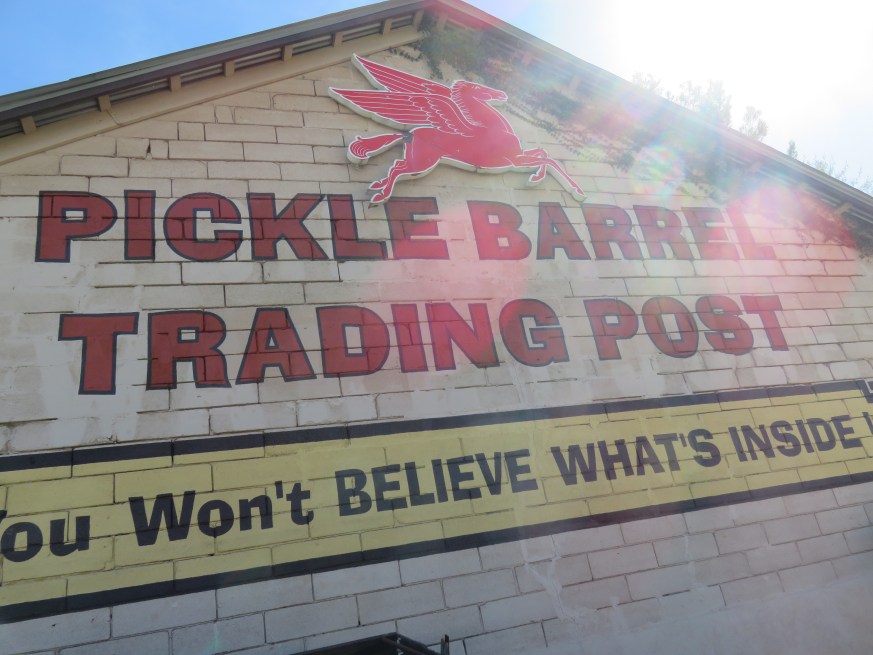 PICKLE BARREL
TRADING POST
You Won't BELIEVE WHAT'S INSIDE